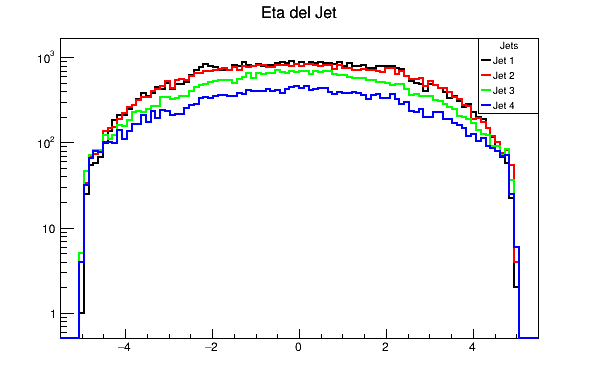 Eta del Jet
Jets
Jet 1
Jet 2
Jet 3
Jet 4
10³
10²
10
1
−4 −2 0 2 4